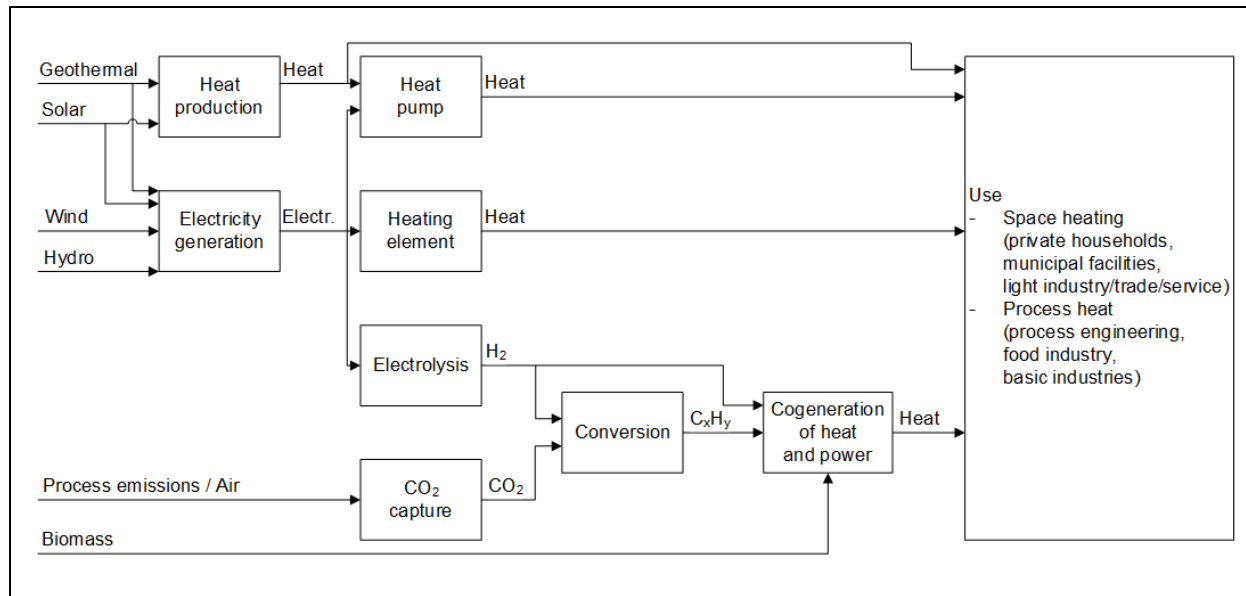 Geothermal
Heat
production
Heat
Heat
pump
Heat
Solar
Wind
Electricity
generation
Electr.
Heating
element
Heat
Hydro
Use
- Space heating
(private households,
municipal facilities,
light industry/trade/service)
- Process heat
(process engineering,
food industry,
basic industries)
Electrolysis
H₂
Conversion
CₓHᵧ
Cogeneration
of heat
and power
Heat
Process emissions / Air
CO₂
capture
CO₂
Biomass